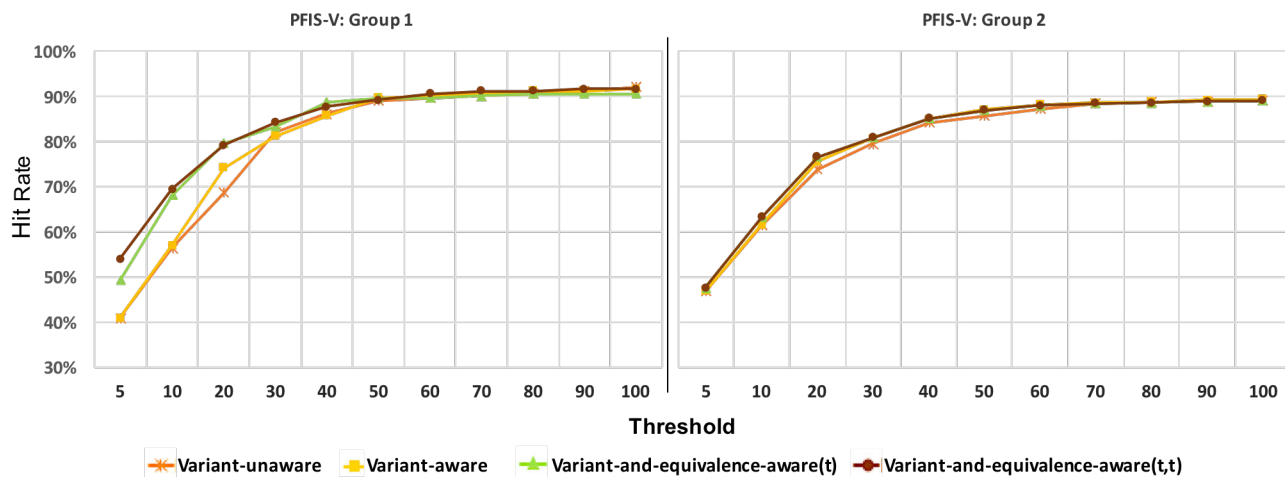 PFIS-V: Group 1
PFIS-V: Group 2
Hit Rate
100%
90%
80%
70%
60%
50%
40%
30%
5 10 20 30 40 50 60 70 80 90 100
5 10 20 30 40 50 60 70 80 90 100
Threshold
Variant-unaware Variant-aware Variant-and-equivalence-aware(t) Variant-and-equivalence-aware(t,t)